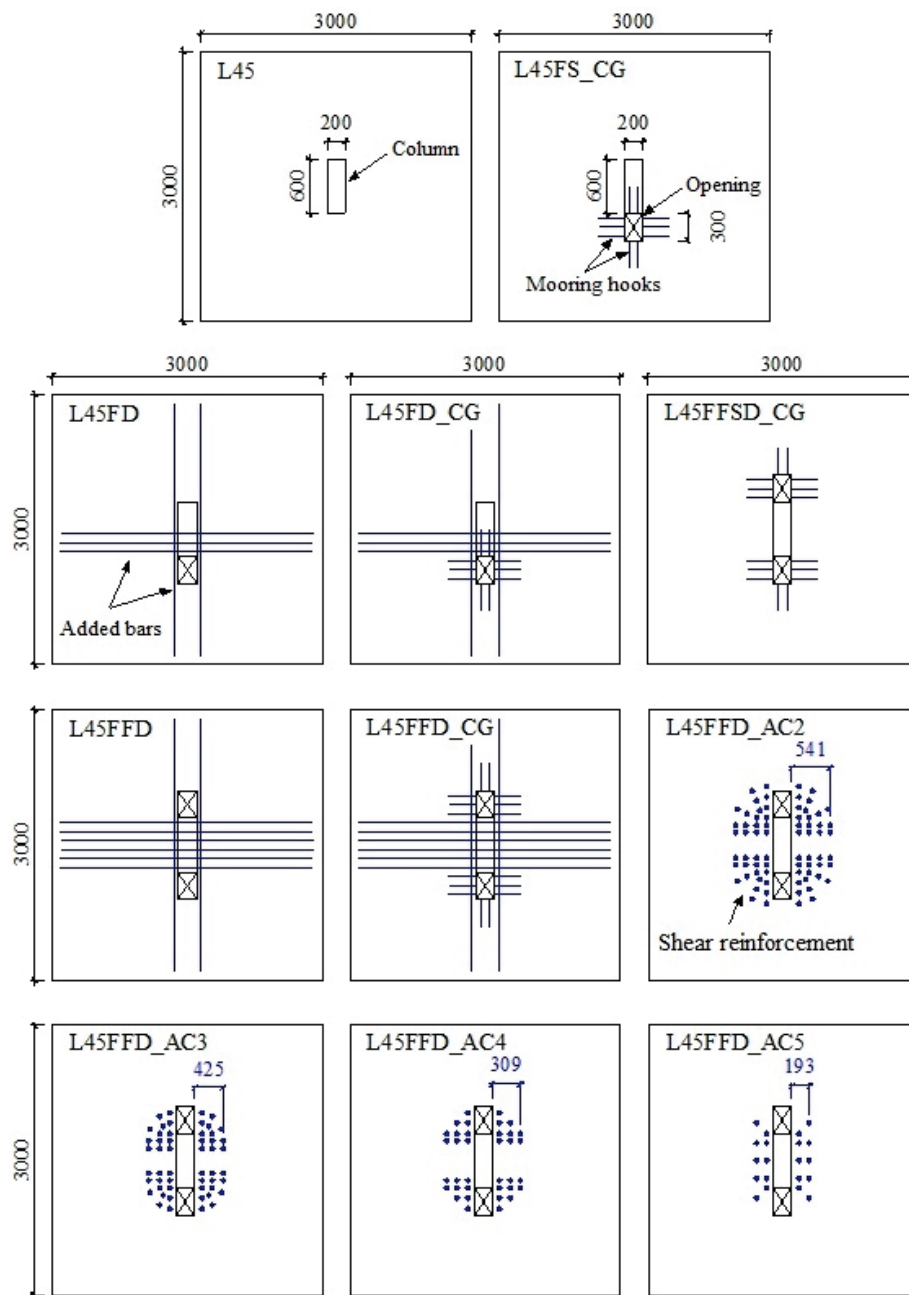 3000
3000
L45
L45FS_CG
200
200
Column
3000
600
600
Opening
300
Mooring hooks
3000
3000
3000
L45FD
L45FD_CG
L45FFSD_CG
3000
Added bars
L45FFD
L45FFD_CG
L45FFD_AC2
541
3000
Shear reinforcement
L45FFD_AC3
L45FFD_AC4
L45FFD_AC5
425
309
193
3000